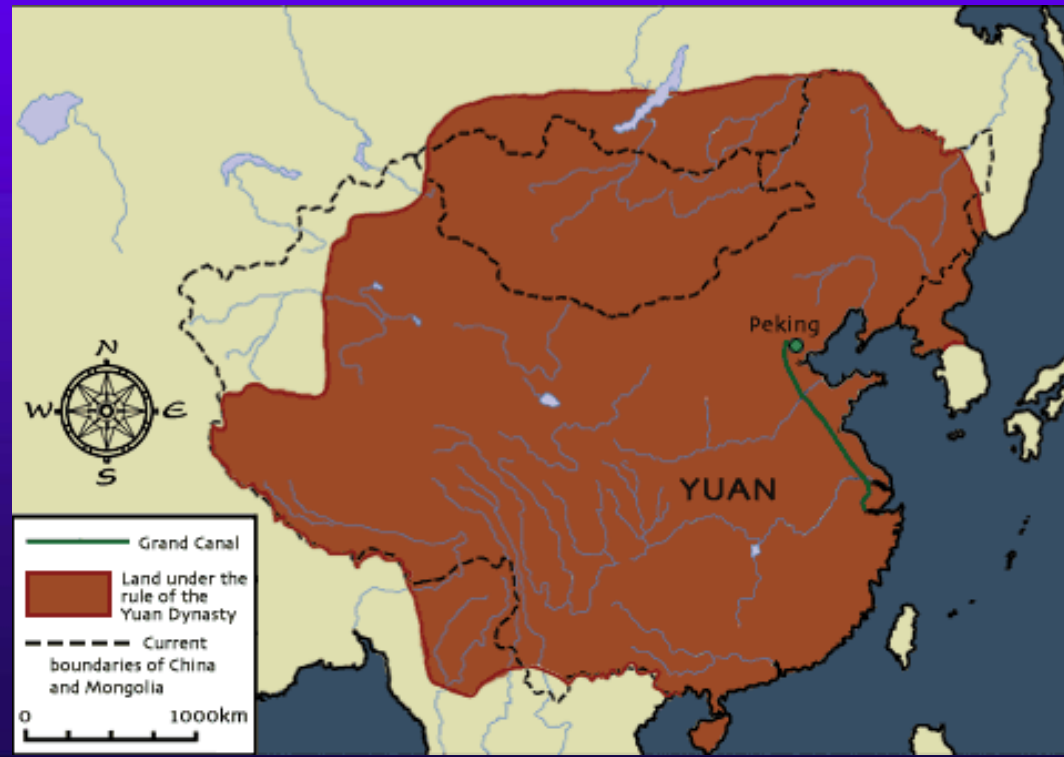 Peking
N
W
E
S
YUAN
Grand Canal
Land under the
rule of the
Yuan Dynasty
Current
boundaries of China
and Mongolia
0
1000km